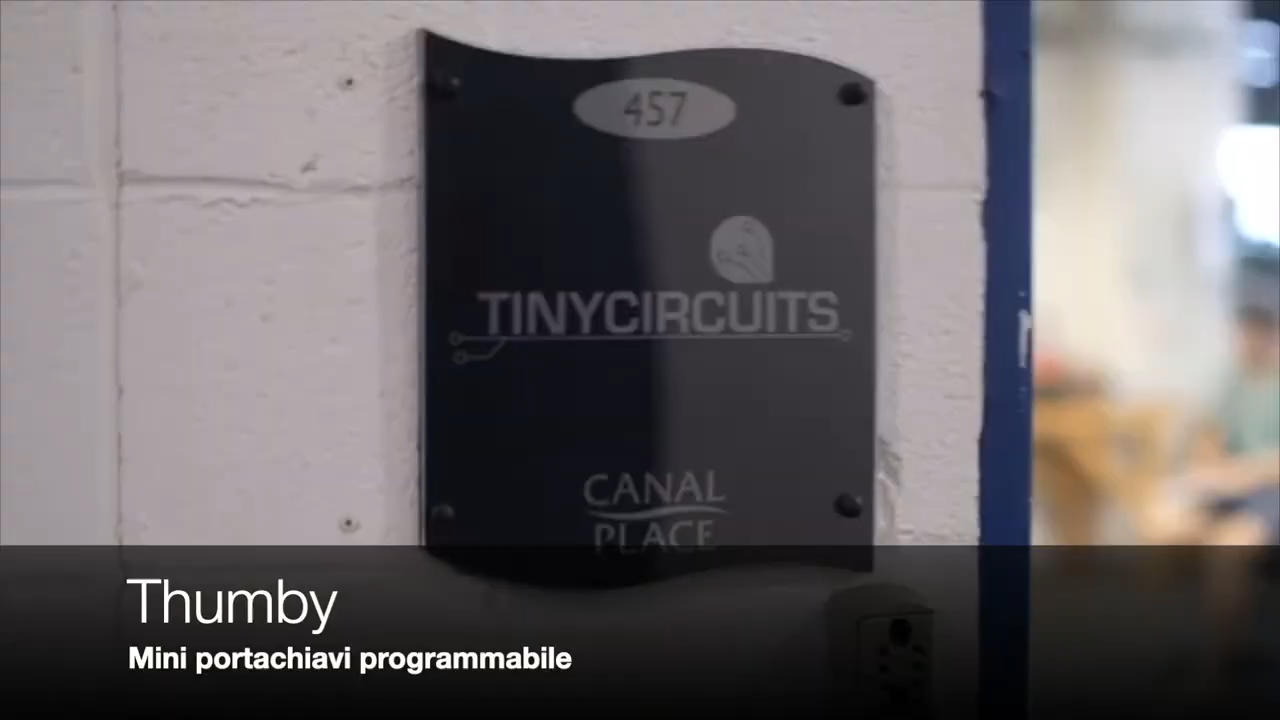 457
TINYCIRCUITS
CANAL
PLACE
Thumby
Mini portachiavi programmabile